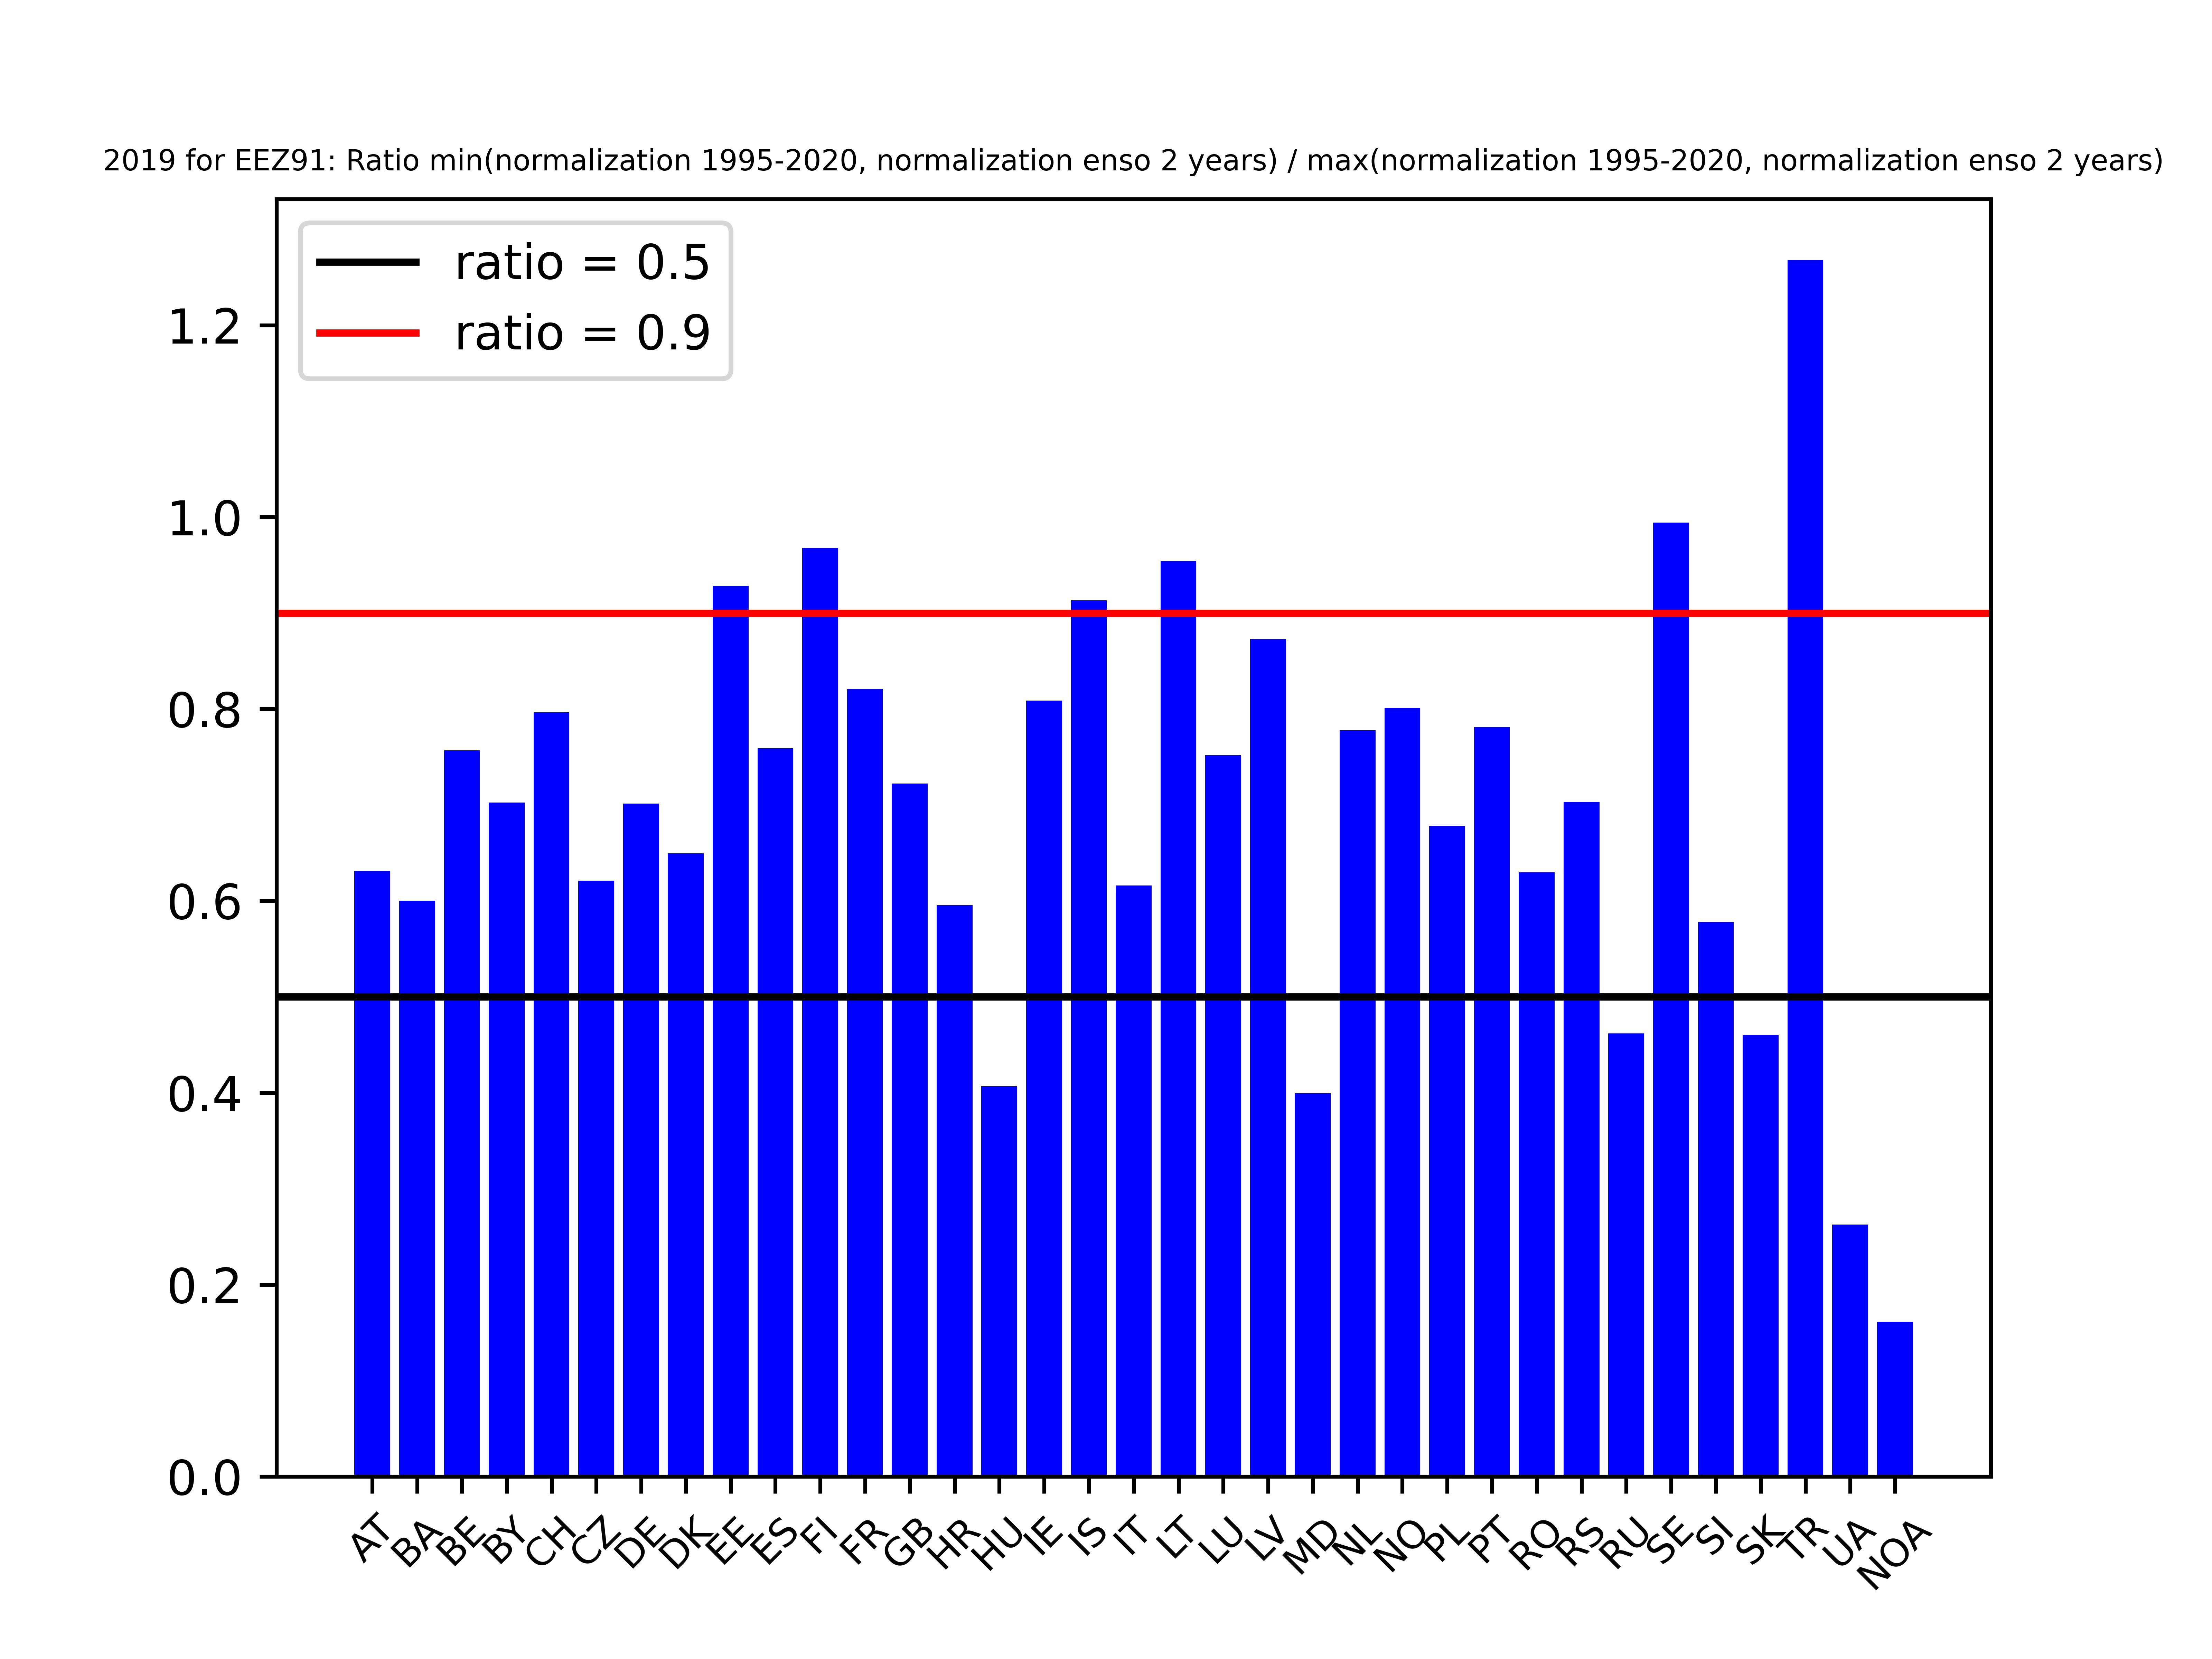 2019 for EEZ91: Ratio min(normalization 1995-2020, normalization enso 2 years) / max(normalization 1995-2020, normalization enso 2 years)
ratio = 0.5
ratio = 0.9
1.2
1.0
0.8
0.6
0.4
0.2
0.0
AT BA BE BY CH CZ DE DK EE ES FI FR GB HR HU IE IS IT LT LU LV MD NL NO PL PT RO RS RU SE SI SK TR UA NOA